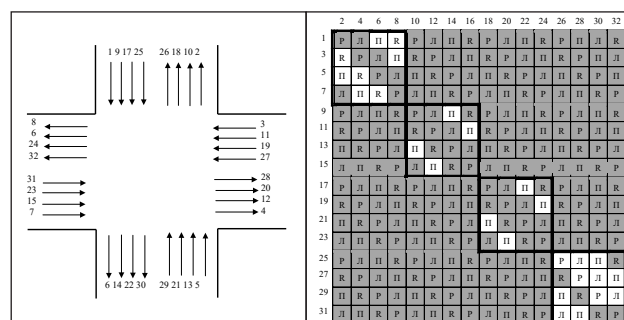 1 9 17 25 26 18 10 2
8 3
6 11
24 19
32 27
31 28
23 20
15 12
7 4
6 14 22 30 29 21 13 5
2 4 6 8 10 12 14 16 18 20 22 24 26 28 30 32
1 Р Л П R Р Л П R Р Л П R Р Л П R
3 R Р Л П R Р Л П R Р Л П R Р Л П
5 П R Р Л П R Р Л П R Р Л П R Р Л
7 Л П R Р Л П R Р Л П R Р Л П R Р
9 Р Л П R Р Л П R Р Л П R Р Л П R
11 R Р Л П R Р Л П R Р Л П R Р Л П
13 П R Р Л П R Р Л П R Р Л П R Р Л
15 Л П R Р Л П R Р Л П R Р Л П R Р
17 Р Л П R Р Л П R Р Л П R Р Л П R
19 R Р Л П R Р Л П R Р Л П R Р Л П
21 П R Р Л П R Р Л П R Р Л П R Р Л
23 Л П R Р Л П R Р Л П R Р Л П R Р
25 Р Л П R Р Л П R Р Л П R Р Л П R
27 R Р Л П R Р Л П R Р Л П R Р Л П
29 П R Р Л П R Р Л П R Р Л П R Р Л
31 Л П R Р Л П R Р Л П R Р Л П R Р